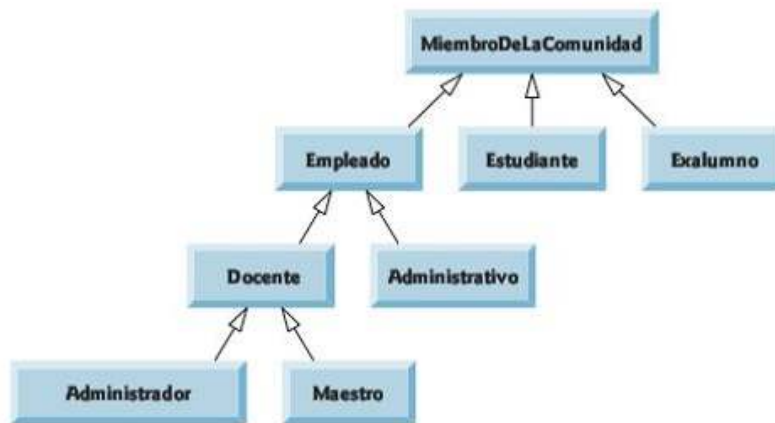 MiembroDeLaComunidad
Empleado
Estudiante
Exalumno
Docente
Administrativo
Administrador
Maestro